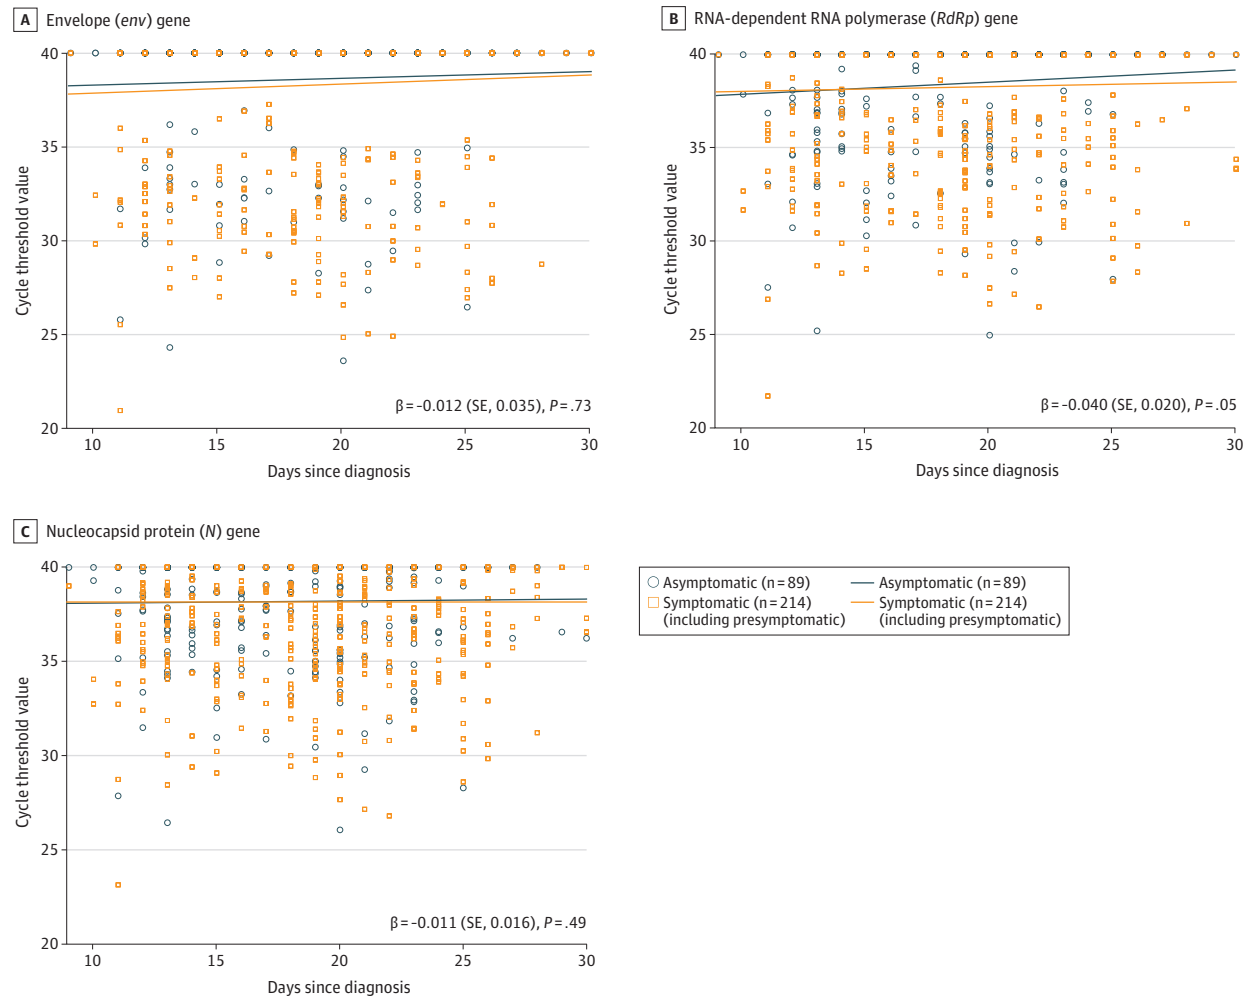 A Envelope (env) gene
40
35
30
25
20
Cycle threshold value
β = -0.012 (SE, 0.035), P = .73
10 15 20 25 30
Days since diagnosis
B RNA-dependent RNA polymerase (RdRp) gene
40
35
30
25
20
Cycle threshold value
β = -0.040 (SE, 0.020), P = .05
10 15 20 25 30
Days since diagnosis
C Nucleocapsid protein (N) gene
40
35
30
25
20
Cycle threshold value
β = -0.011 (SE, 0.016), P = .49
10 15 20 25 30
Days since diagnosis
Asymptomatic (n = 89)
Symptomatic (n = 214)
(including presymptomatic)
Asymptomatic (n = 89)
Symptomatic (n = 214)
(including presymptomatic)